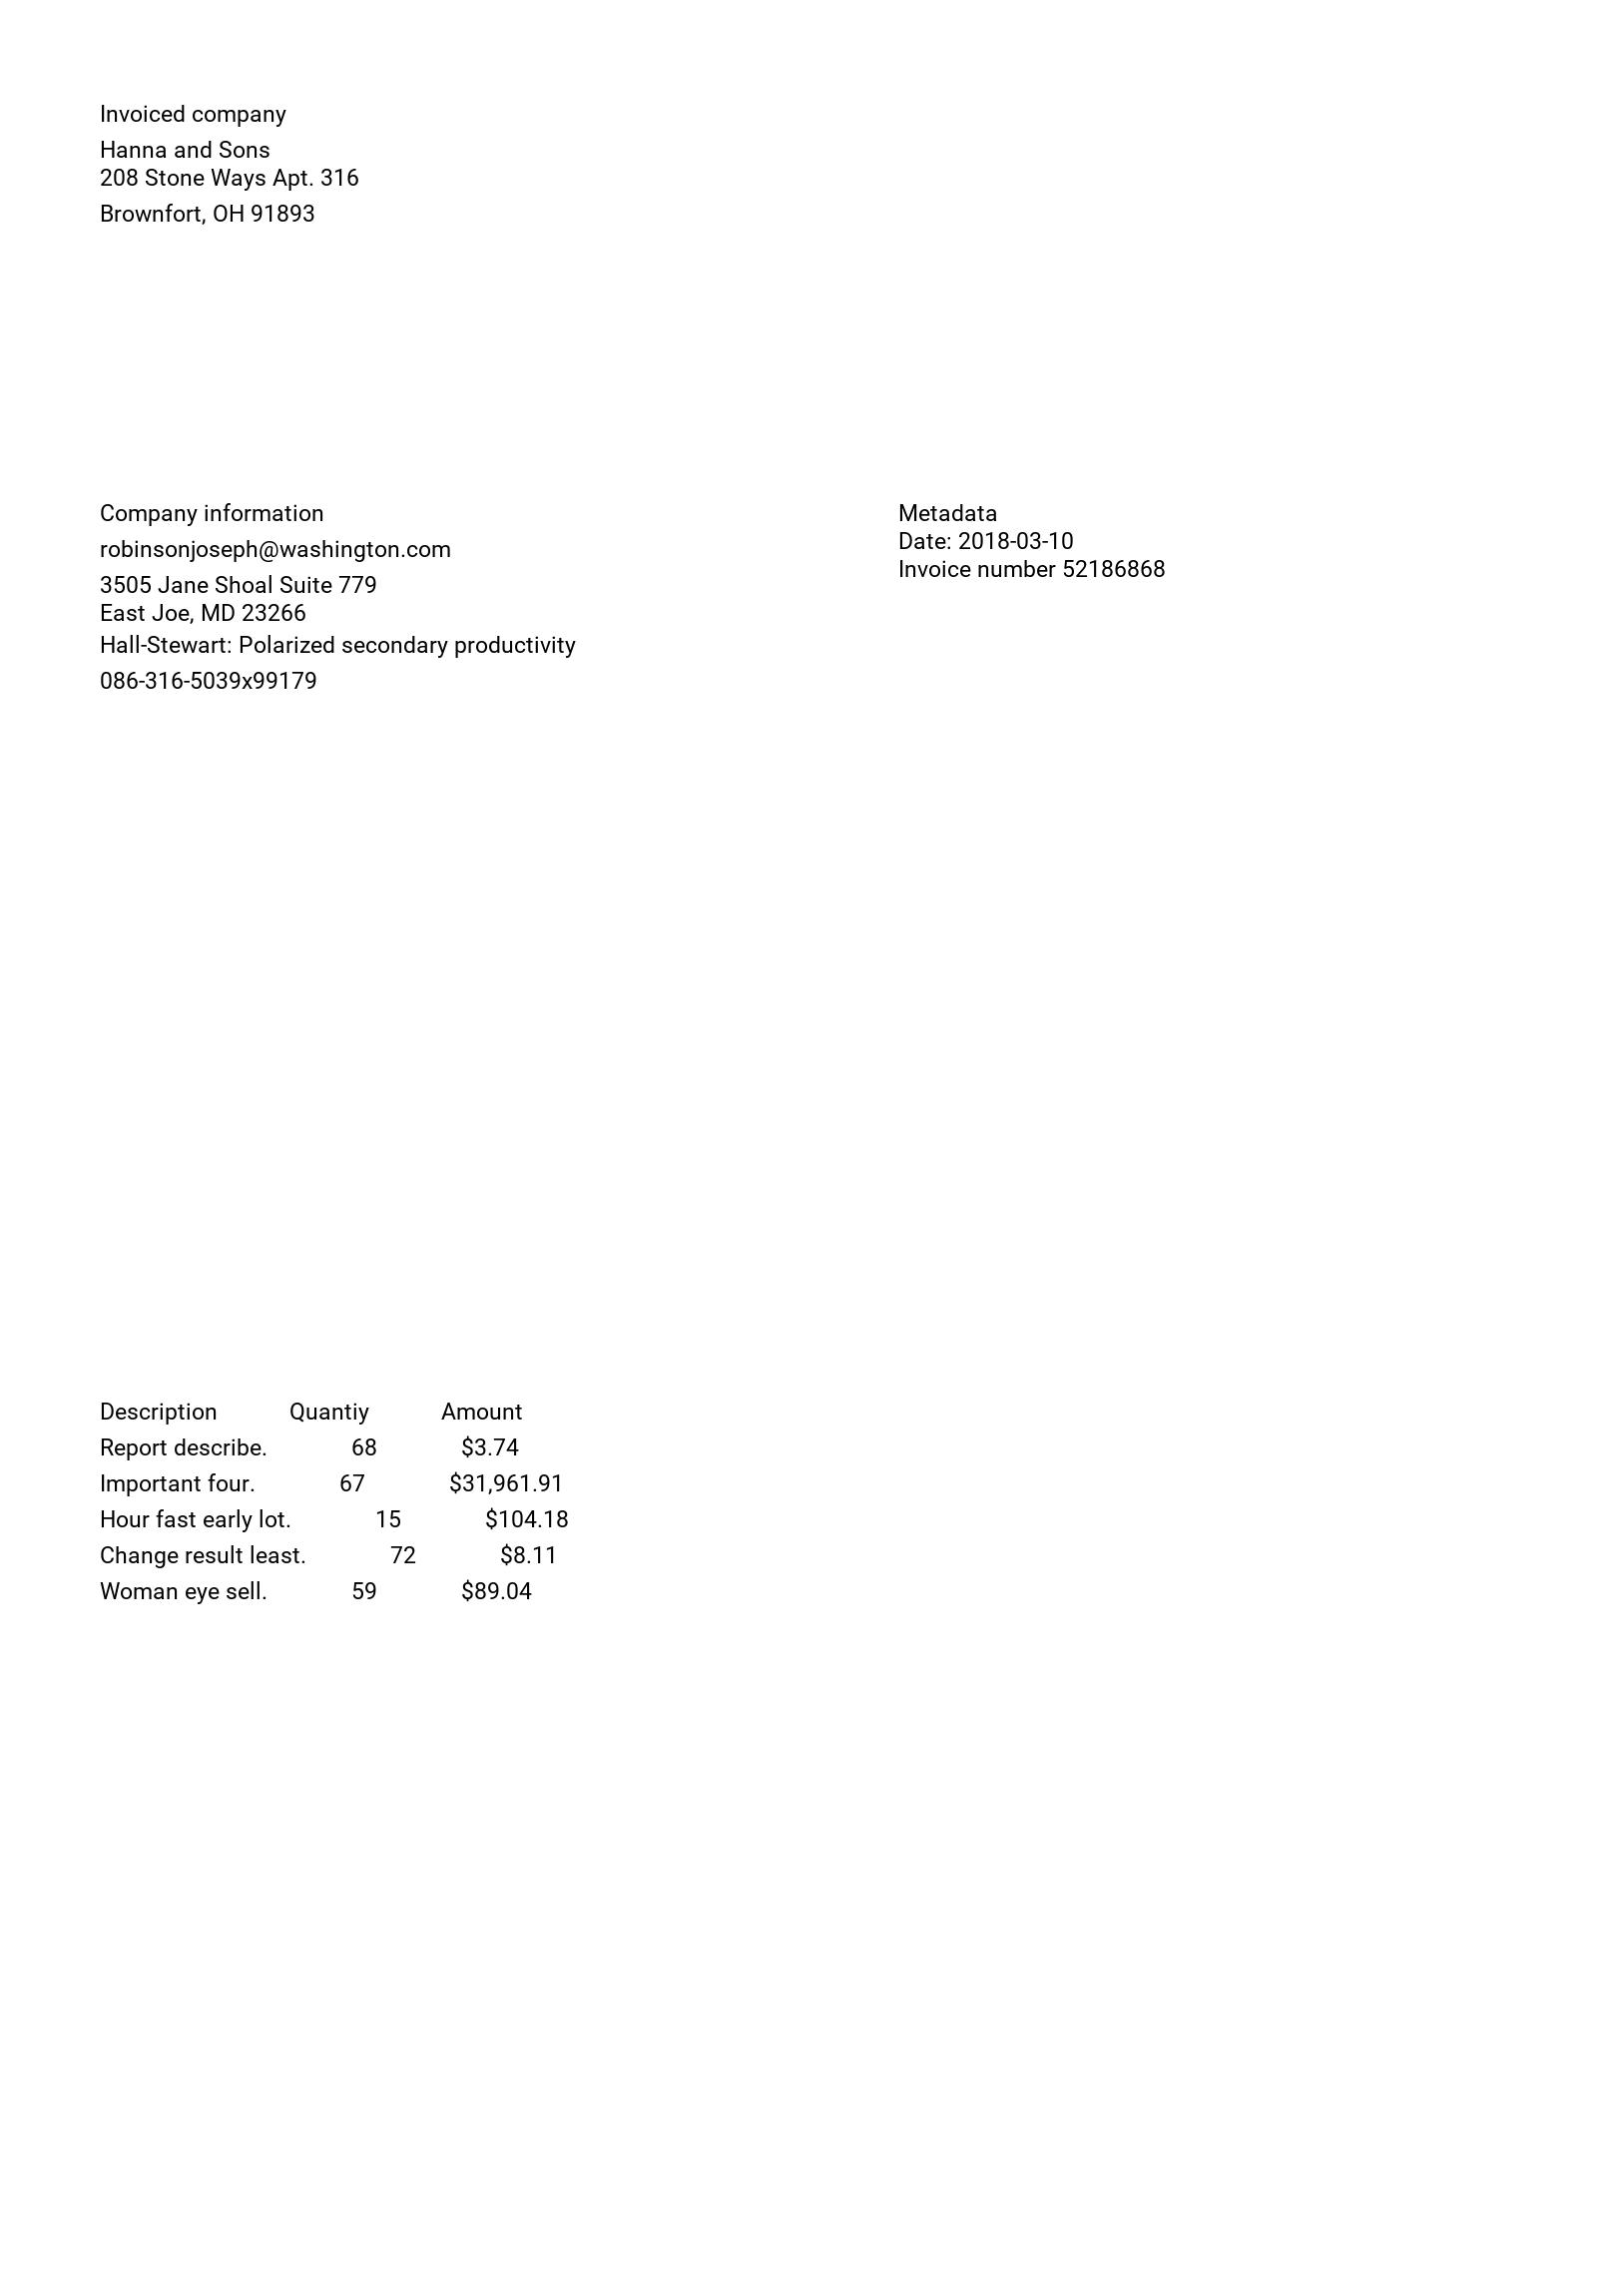 Invoiced company
Hanna and Sons
208 Stone Ways Apt. 316
Brownfort, OH 91893
Company information
robinsonjoseph@washington.com
3505 Jane Shoal Suite 779
East Joe, MD 23266
Hall-Stewart: Polarized secondary productivity
086-316-5039x99179
Metadata
Date: 2018-03-10
Invoice number 52186868
Description Quantiy Amount
Report describe. 68 $3.74
Important four. 67 $31,961.91
Hour fast early lot. 15 $104.18
Change result least. 72 $8.11
Woman eye sell. 59 $89.04